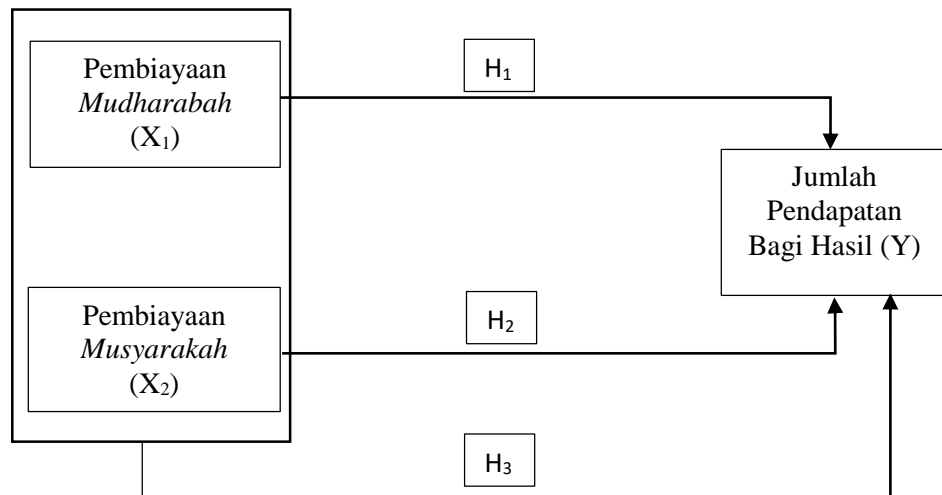 Pembiayaan
Mudharabah
(X₁)
H₁
Jumlah
Pendapatan
Bagi Hasil (Y)
Pembiayaan
Musyarakah
(X₂)
H₂
H₃